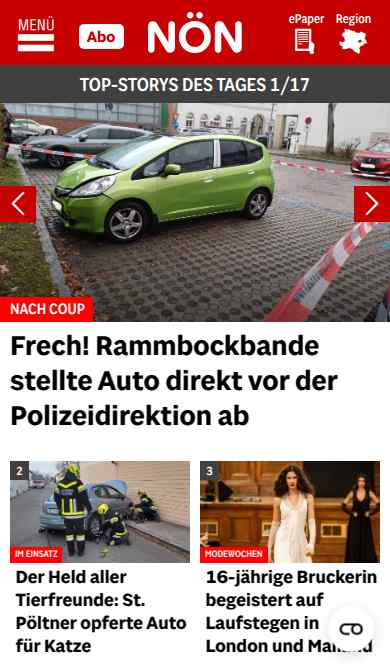 MENÜ
Abo
NÖN
ePaper
Region
TOP-STORYS DES TAGES 1/17
NACH COUP
Frech! Rammbockbande
stellte Auto direkt vor der
Polizeidirektion ab
2
IM EINSATZ
Der Held aller
Tierfreunde: St.
Pöltner opferte Auto
für Katze
3
MODEWOCHEN
16-jährige Bruckerin
begeistert auf
Laufstegen in
London und Mailand